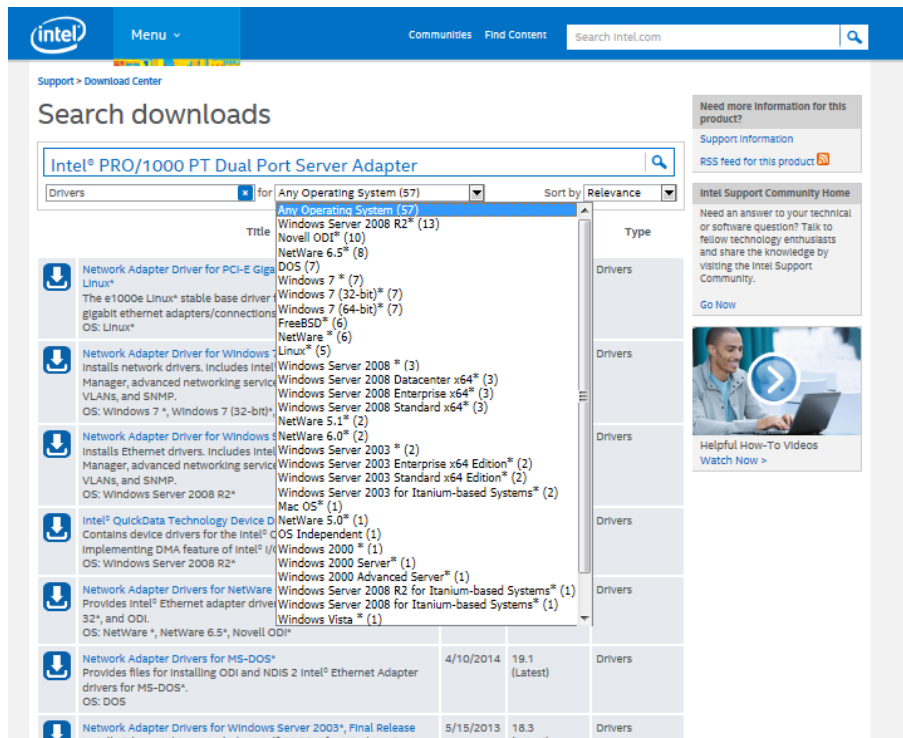 intel
Menu
Communities Find Content Search Intel.com
Support > Download Center
Search downloads
Intel® PRO/1000 PT Dual Port Server Adapter
Drivers × for Any Operating System (57) Sort by Relevance
Any Operating System (57)
Windows Server 2008 R2* (13)
Novell ODI* (10)
NetWare 6.5* (8)
DOS (7)
Windows 7 * (7)
Windows 7 (32-bit)* (7)
Windows 7 (64-bit)* (7)
FreeBSD* (6)
NetWare * (6)
Linux* (5)
Windows Server 2008 * (3)
Windows Server 2008 Datacenter x64* (3)
Windows Server 2008 Enterprise x64* (3)
Windows Server 2008 Standard x64* (3)
NetWare 5.1* (2)
NetWare 6.0* (2)
Windows Server 2003 * (2)
Windows Server 2003 Enterprise x64 Edition* (2)
Windows Server 2003 Standard x64 Edition* (2)
Windows Server 2003 for Itanium-based Systems* (2)
Mac OS* (1)
NetWare 5.0* (1)
OS Independent (1)
Windows 2000 * (1)
Windows 2000 Server* (1)
Windows 2000 Advanced Server* (1)
Windows Server 2008 R2 for Itanium-based Systems* (1)
Windows Server 2008 for Itanium-based Systems* (1)
Windows Vista * (1)
Title Type
Network Adapter Driver for PCI-E Giga
Linux*
The e1000e Linux* stable base driver
gigabit ethernet adapters/connections
OS: Linux*
Drivers
Network Adapter Driver for Windows 7
Installs network drivers. Includes Intel
Manager, advanced networking service
VLANs, and SNMP.
OS: Windows 7 *, Windows 7 (32-bit)*,
Drivers
Network Adapter Driver for Windows S
Installs Ethernet drivers. Includes Intel
Manager, advanced networking service
VLANs, and SNMP.
OS: Windows Server 2008 R2*
Drivers
Intel® QuickData Technology Device D
Contains device drivers for the Intel®
Implementing DMA feature of Intel® I/
OS: Windows Server 2008 R2*
Drivers
Network Adapter Drivers for NetWare
Provides Intel® Ethernet adapter drive
32*, and ODI.
OS: NetWare *, NetWare 6.5*, Novell ODI*
Drivers
Network Adapter Drivers for MS-DOS*
Provides files for installing ODI and NDIS 2 Intel® Ethernet Adapter
drivers for MS-DOS*.
OS: DOS
4/10/2014 19.1
(Latest)
Drivers
Network Adapter Drivers for Windows Server 2003*, Final Release
5/15/2013 18.3
Drivers
Need more information for this
product?
Support Information
RSS feed for this product
Intel Support Community Home
Need an answer to your technical
or software question? Talk to
fellow technology enthusiasts
and share the knowledge by
visiting the Intel Support
Community.
Go Now
Helpful How-To Videos
Watch Now >